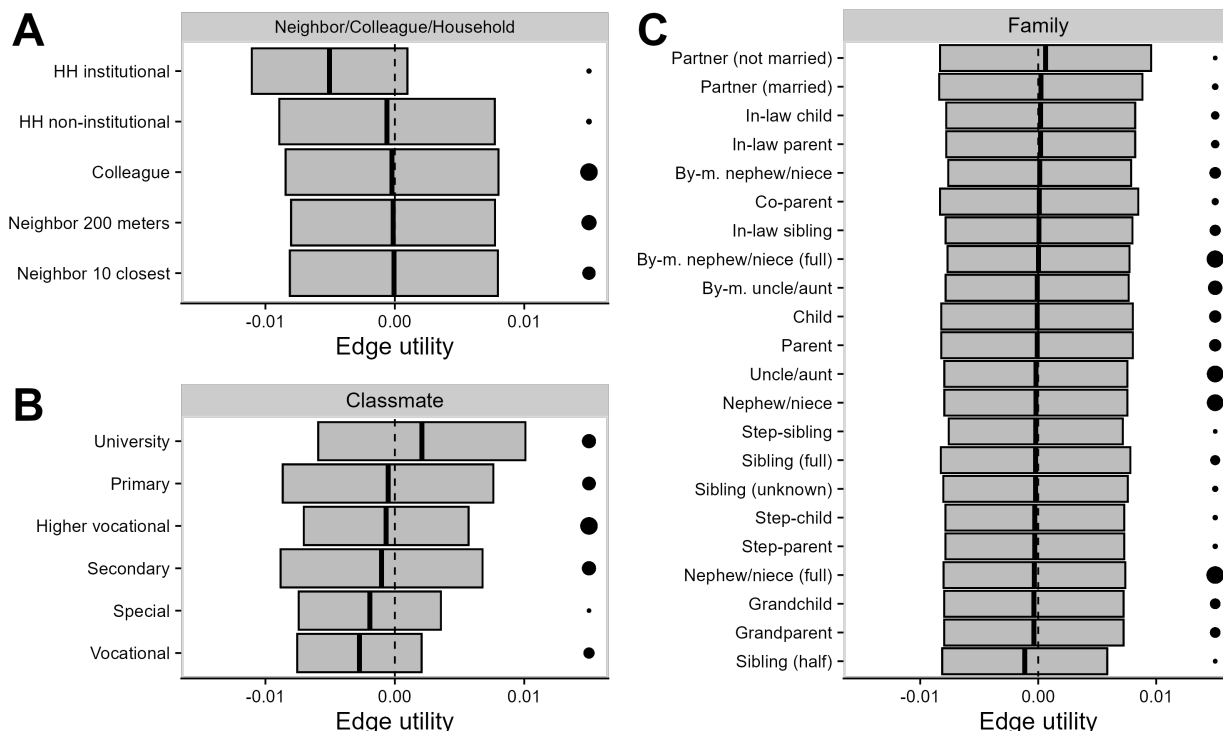 A
Neighbor/Colleague/Household
HH institutional
HH non-institutional
Colleague
Neighbor 200 meters
Neighbor 10 closest
-0.01 0.00 0.01
Edge utility
B
Classmate
University
Primary
Higher vocational
Secondary
Special
Vocational
-0.01 0.00 0.01
Edge utility
C
Family
Partner (not married)
Partner (married)
In-law child
In-law parent
By-m. nephew/niece
Co-parent
In-law sibling
By-m. nephew/niece (full)
By-m. uncle/aunt
Child
Parent
Uncle/aunt
Nephew/niece
Step-sibling
Sibling (full)
Sibling (unknown)
Step-child
Step-parent
Nephew/niece (full)
Grandchild
Grandparent
Sibling (half)
-0.01 0.00 0.01
Edge utility